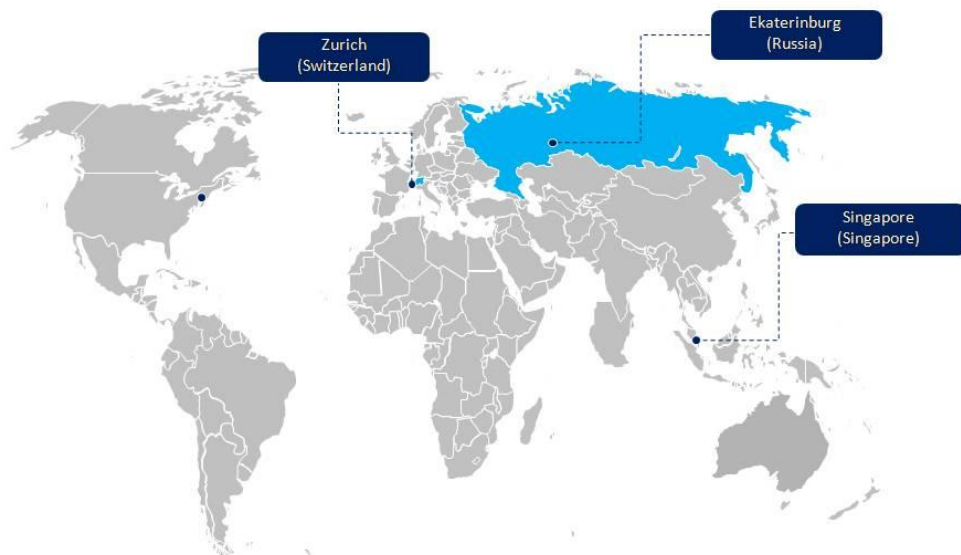 Ekaterinburg
(Russia)
Zurich
(Switzerland)
Singapore
(Singapore)